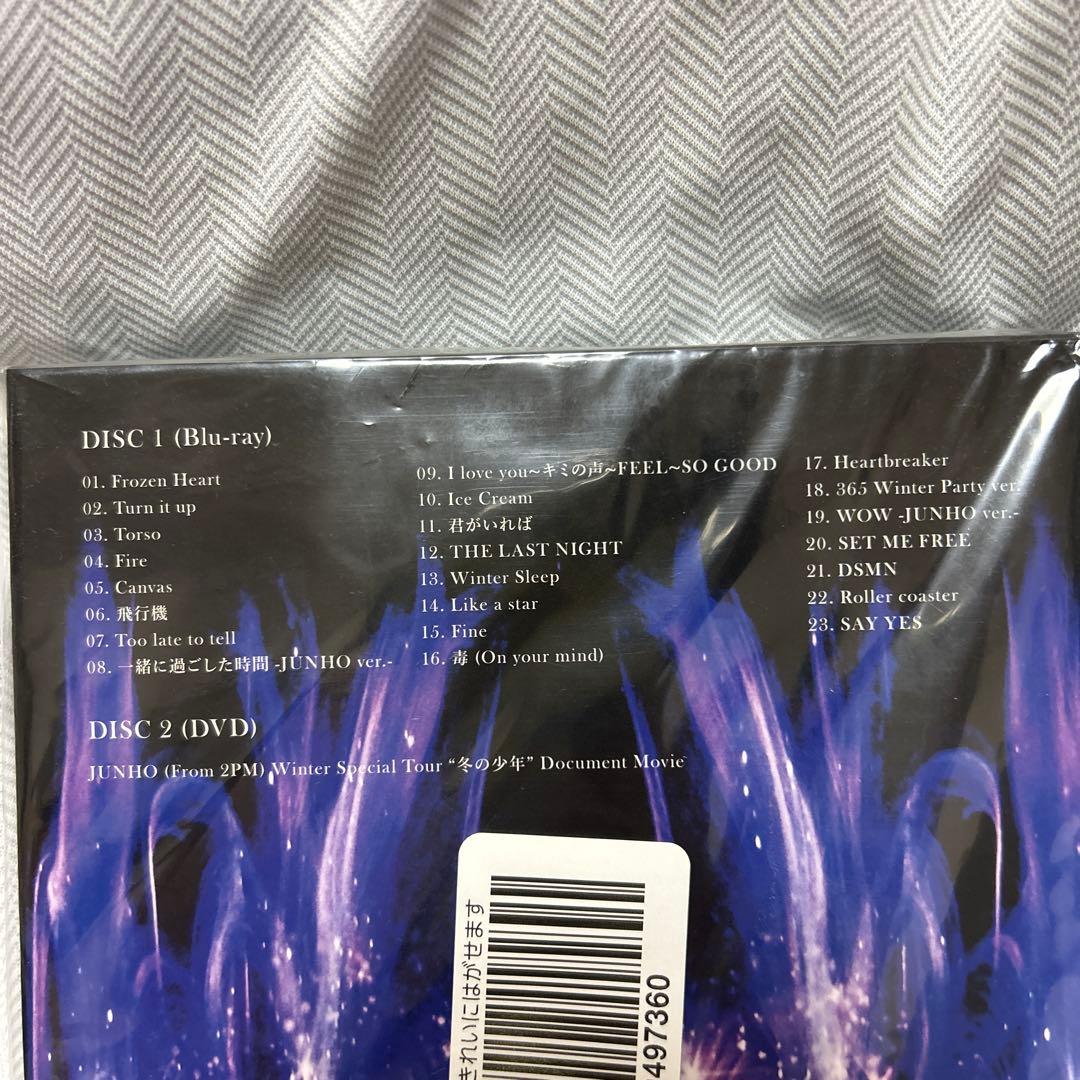 DISC 1 (Blu-ray)
01. Frozen Heart
02. Turn it up
03. Torso
04. Fire
05. Canvas
06. 飛行機
07. Too late to tell
08. 一緒に過ごした時間 -JUNHO ver.-
09. I love you~キミの声~FEEL~SO GOOD
10. Ice Cream
11. 君がいれば
12. THE LAST NIGHT
13. Winter Sleep
14. Like a star
15. Fine
16. 毒 (On your mind)
17. Heartbreaker
18. 365 Winter Party ver.
19. WOW -JUNHO ver.-
20. SET ME FREE
21. DSMN
22. Roller coaster
23. SAY YES
DISC 2 (DVD)
JUNHO (From 2PM) Winter Special Tour “冬の少年” Document Movie
きれいにはがせます
497360